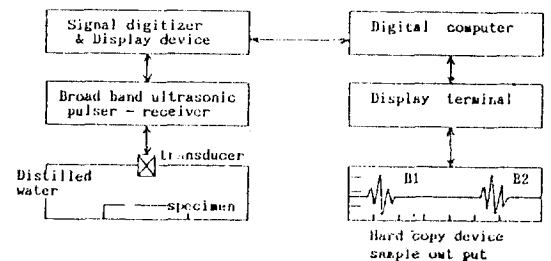 Signal digitizer
& Display device
Digital computer
Broad band ultrasonic
pulser - receiver
Display terminal
transducer
Distilled
water
specimen
B1
B2
Hard copy device
sample out put